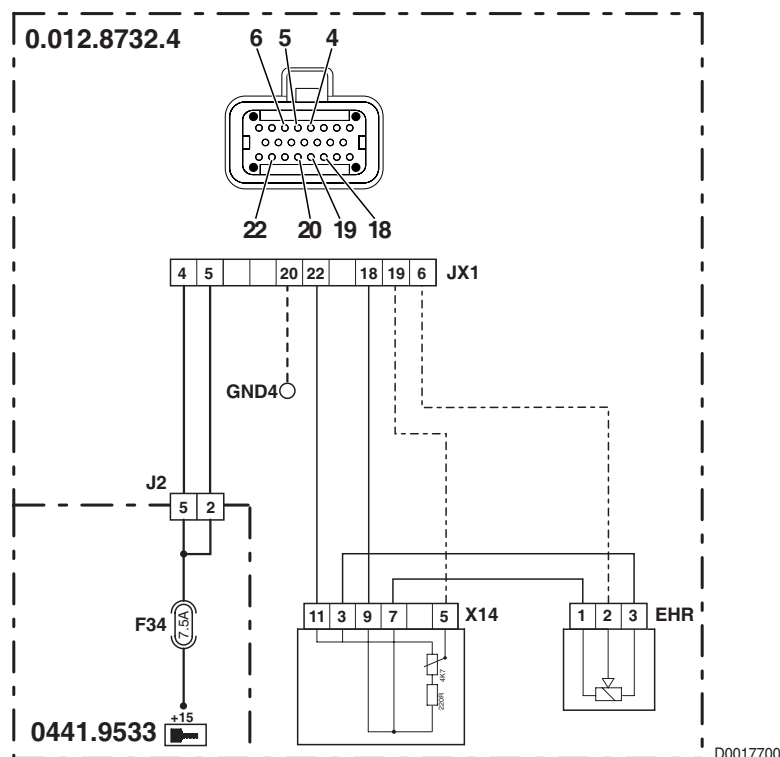 0.012.8732.4
6 5 4
22 20 19 18
4 5 20 22 18 19 6 JX1
GND4
J2
5 2
11 3 9 7 5 X14
1 2 3 EHR
F34
7.5A
4K7
220R
+15
0441.9533
D0017700